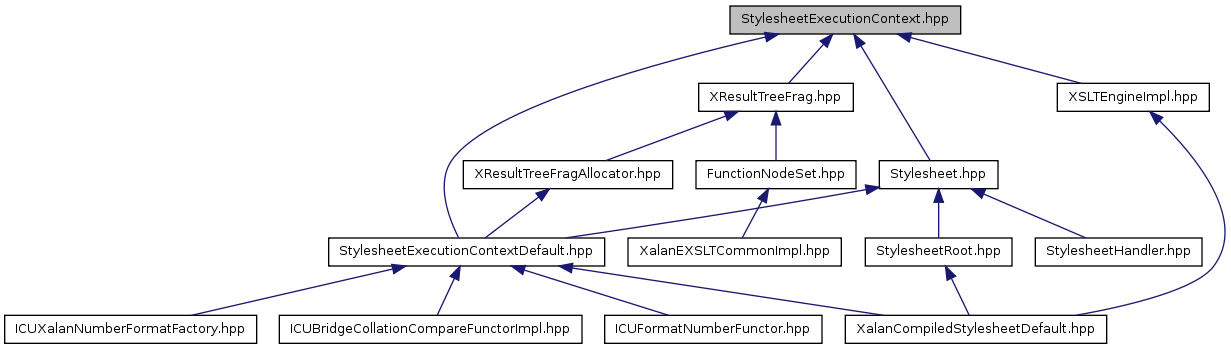 StylesheetExecutionContext.hpp
XResultTreeFrag.hpp
XSLTEngineImpl.hpp
XResultTreeFragAllocator.hpp
FunctionNodeSet.hpp
Stylesheet.hpp
StylesheetExecutionContextDefault.hpp
XalanEXSLTCommonImpl.hpp
StylesheetRoot.hpp
StylesheetHandler.hpp
ICUXalanNumberFormatFactory.hpp
ICUBridgeCollationCompareFunctorImpl.hpp
ICUFormatNumberFunctor.hpp
XalanCompiledStylesheetDefault.hpp